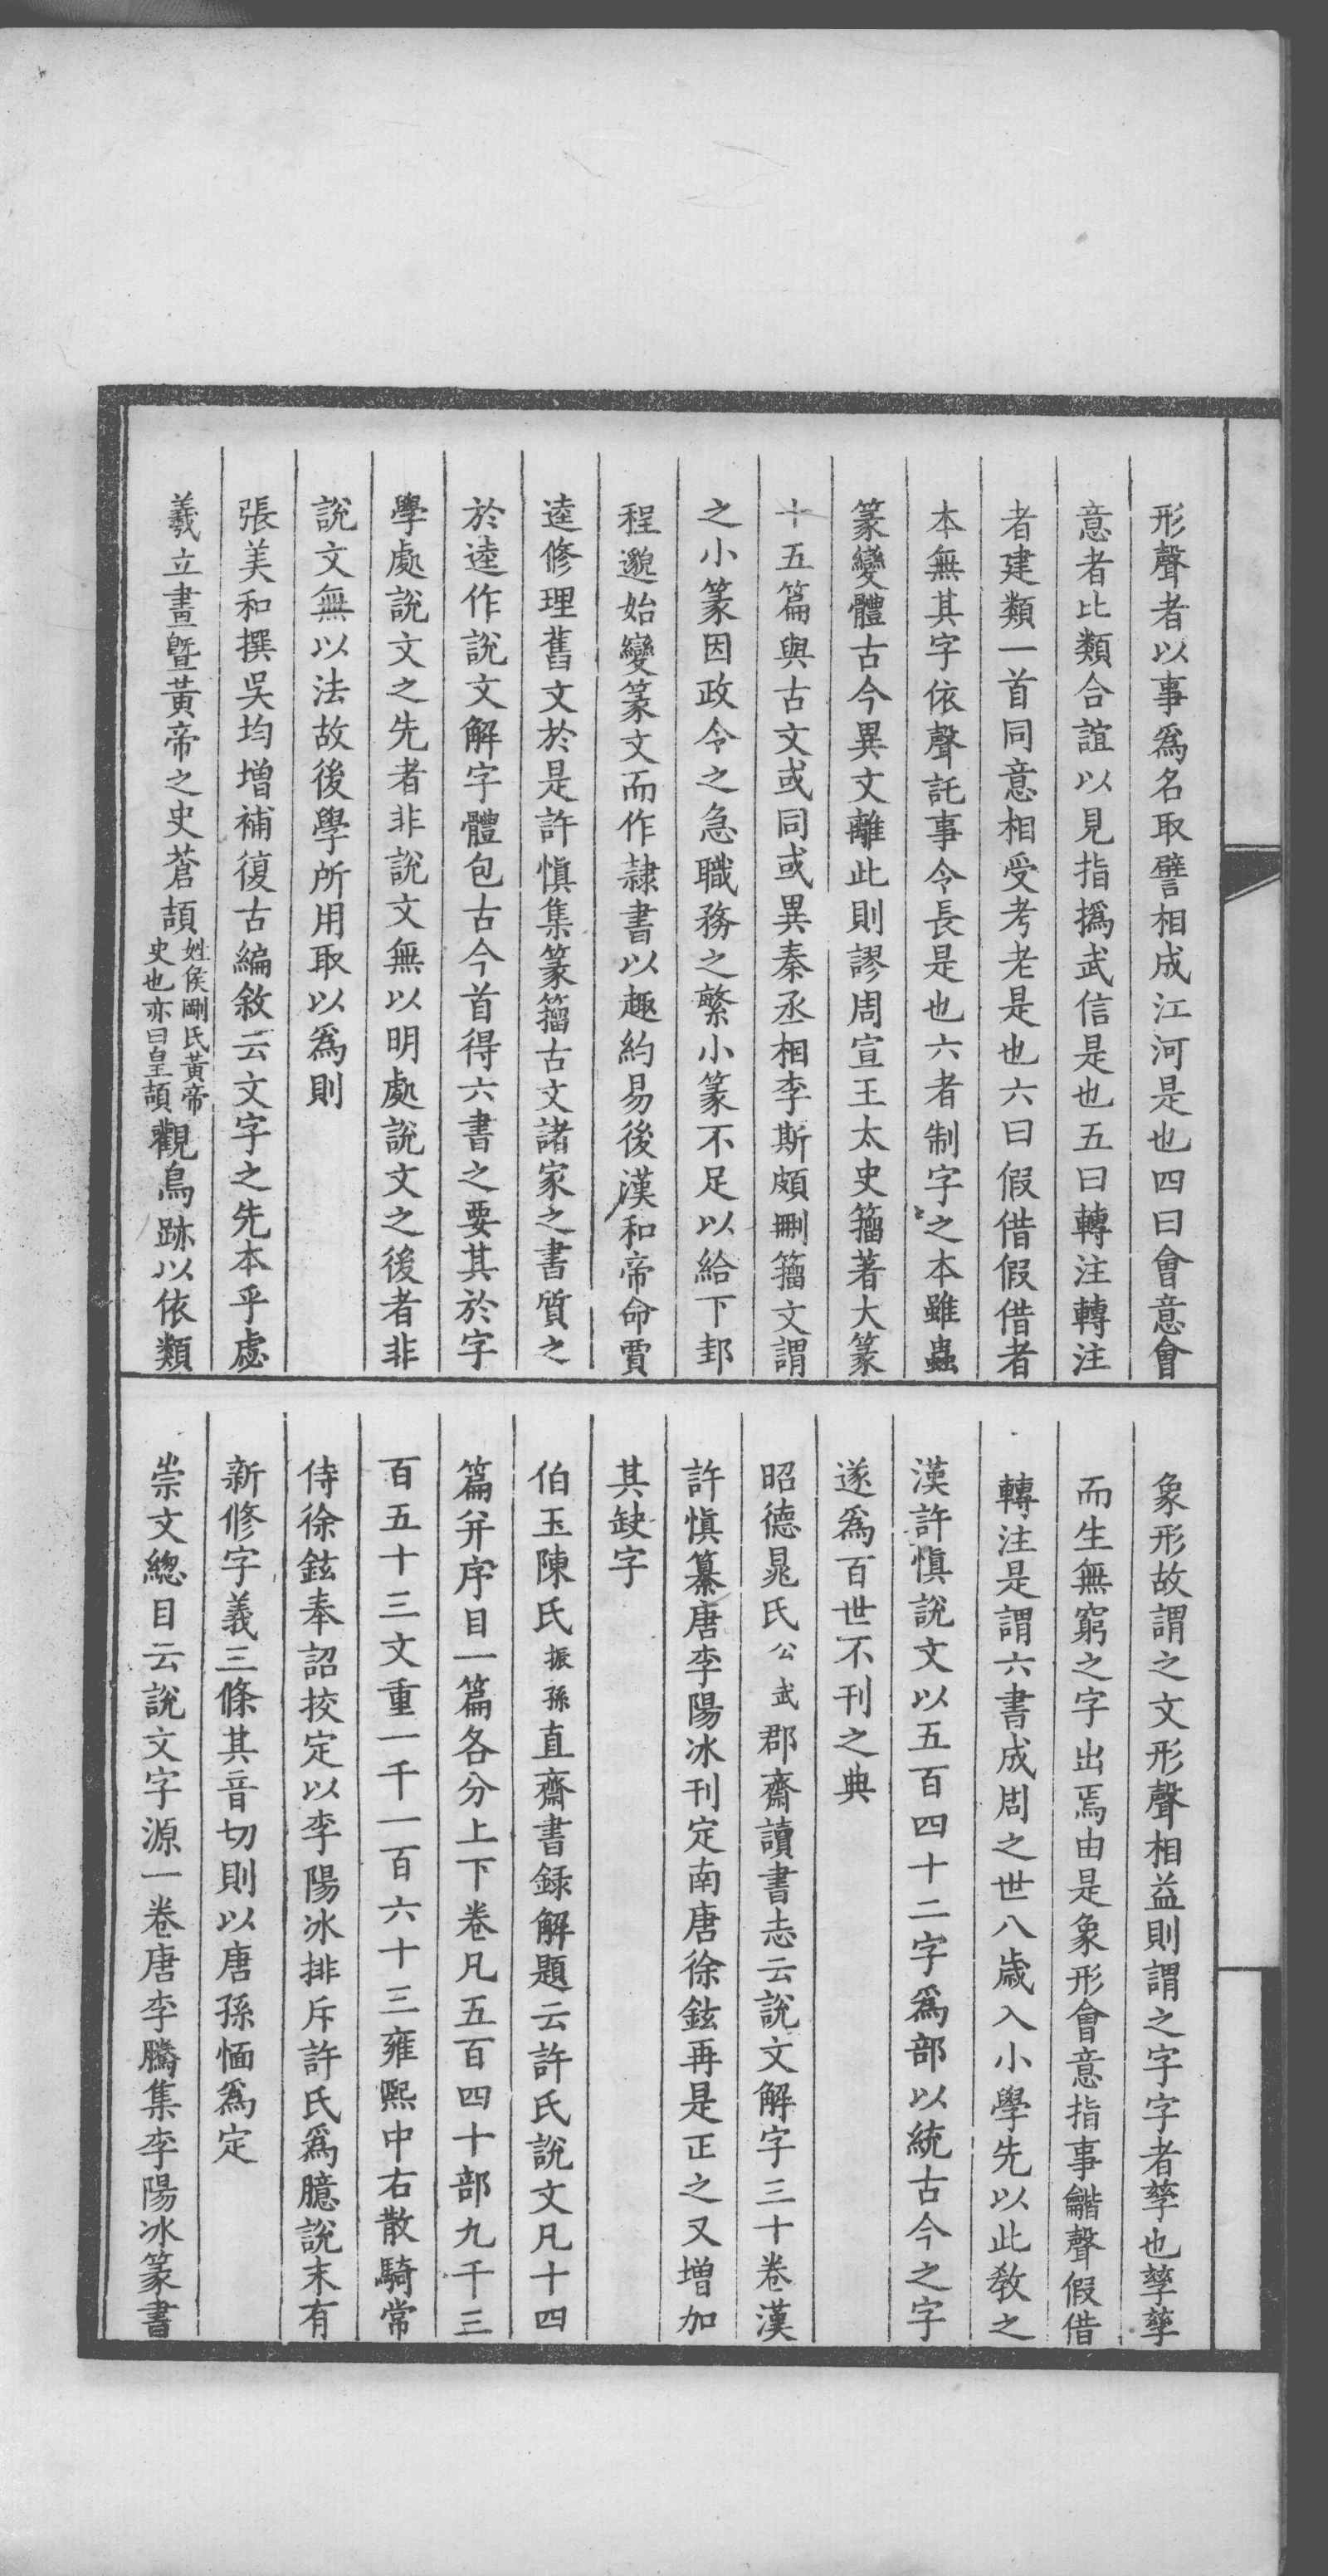 形聲者以事爲名取譬相成江河是也四曰會意會
意者比類合誼以見指撝武信是也五曰轉注轉注
者建類一首同意相受考老是也六曰假借假借者
本無其字依聲託事令長是也六者制字之本雖蟲
篆變體古今異文離此則謬周宣王太史籀著大篆
十五篇與古文或同或異秦丞相李斯頗刪籀文謂
之小篆因政令之急職務之繁小篆不足以給下邽
程邈始變篆文而作隷書以趣約易後漢和帝命賈
逵修理舊文於是許愼集篆籀古文諸家之書質之
於逵作說文解字體包古今首得六書之要其於字
學處說文之先者非說文無以明處說文之後者非
說文無以法故後學所用取以爲則
張美和撰吳均增補復古編敘云文字之先本乎虙
羲立畫曁黃帝之史蒼頡姓侯剛氏黃帝史也亦曰皇頡觀鳥跡以依類
象形故謂之文形聲相益則謂之字字者孳也孳孳
而生無窮之字出焉由是象形會意指事龤聲假借
轉注是謂六書成周之世八歲入小學先以此敎之
漢許愼說文以五百四十二字爲部以統古今之字
遂爲百世不刊之典
昭德晁氏公武郡齋讀書志云說文解字三十卷漢
許愼纂唐李陽冰刊定南唐徐鉉再是正之又增加
其缺字
伯玉陳氏振孫直齋書録解題云許氏說文凡十四
篇并序目一篇各分上下卷凡五百四十部九千三
百五十三文重一千一百六十三雍熙中右散騎常
侍徐鉉奉詔挍定以李陽冰排斥許氏爲臆說末有
新修字義三條其音切則以唐孫愐爲定
崇文緫目云說文字源一卷唐李騰集李陽冰篆書